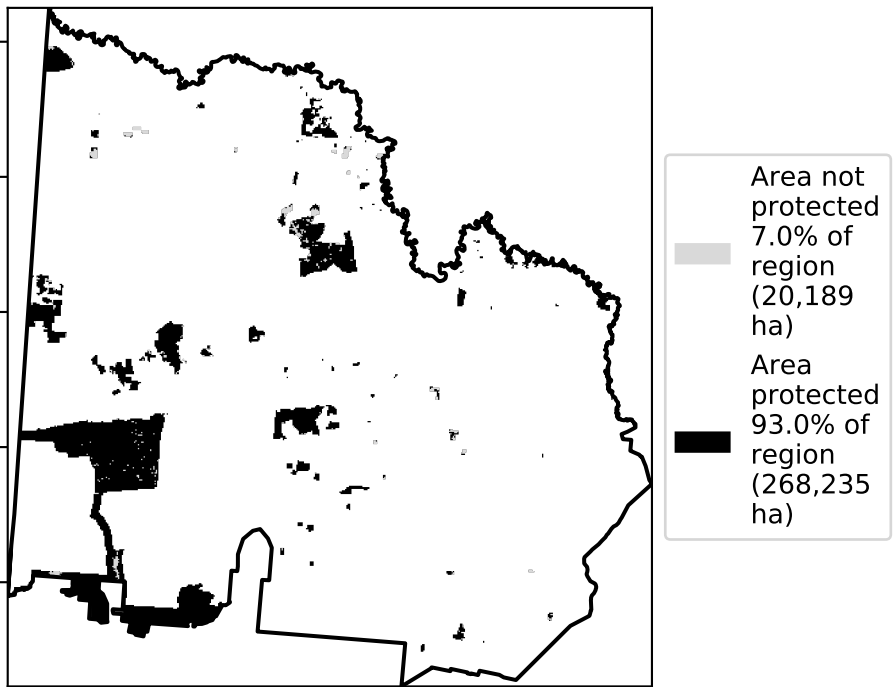 Area not
protected
7.0% of
region
(20,189
ha)
Area
protected
93.0% of
region
(268,235
ha)